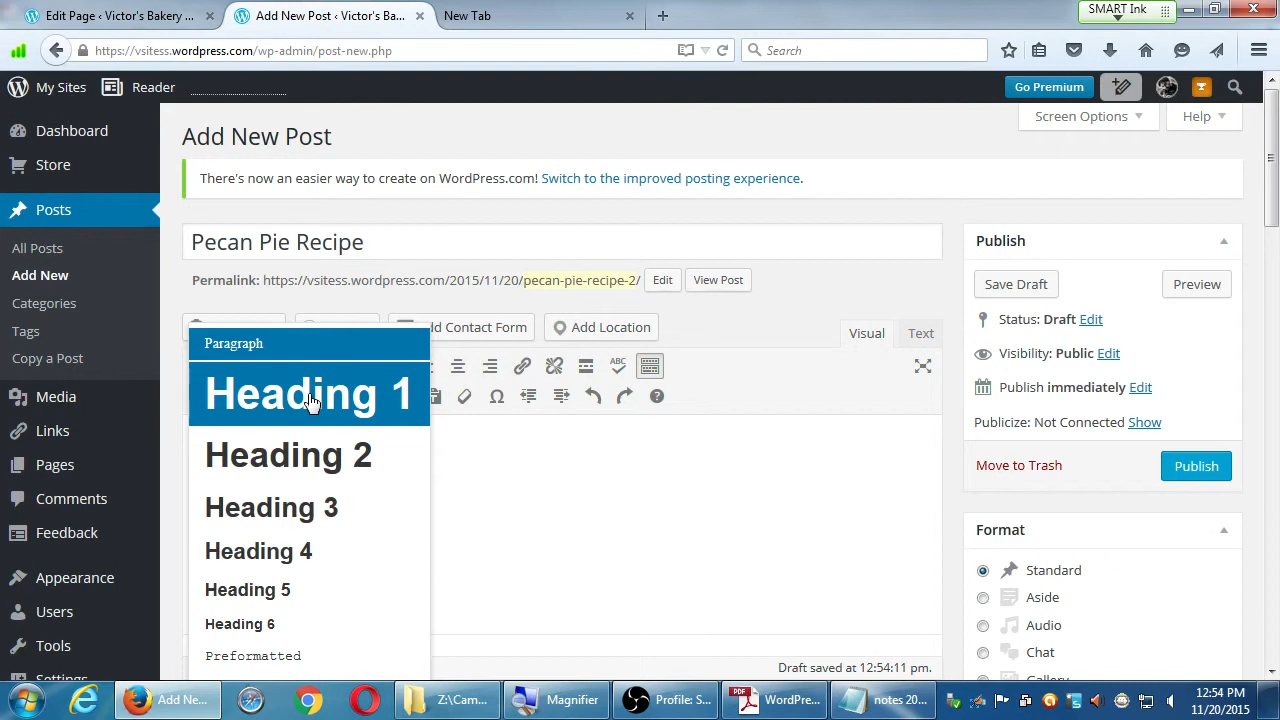 Edit Page ‹ Victor's Bakery ...
Add New Post ‹ Victor's Ba...
New Tab
SMART Ink
https://vsitess.wordpress.com/wp-admin/post-new.php
Search
My Sites
Reader
Go Premium
Dashboard
Store
Posts
All Posts
Add New
Categories
Tags
Copy a Post
Media
Links
Pages
Comments
Feedback
Appearance
Users
Tools
Settings
Screen Options
Help
Add New Post
There's now an easier way to create on WordPress.com! Switch to the improved posting experience.
Pecan Pie Recipe
Permalink: https://vsitess.wordpress.com/2015/11/20/pecan-pie-recipe-2/ Edit View Post
Contact Form
Add Location
Visual
Text
ABC
Paragraph
Heading 1
Heading 2
Heading 3
Heading 4
Heading 5
Heading 6
Preformatted
Draft saved at 12:54:11 pm.
Publish
Save Draft
Preview
Status: Draft Edit
Visibility: Public Edit
Publish immediately Edit
Publicize: Not Connected Show
Move to Trash
Publish
Format
Standard
Aside
Audio
Chat
Gallery
Add Ne...
Z:\Cam...
Magnifier
Profile: S...
PDF
WordPre...
notes 20...
12:54 PM
11/20/2015